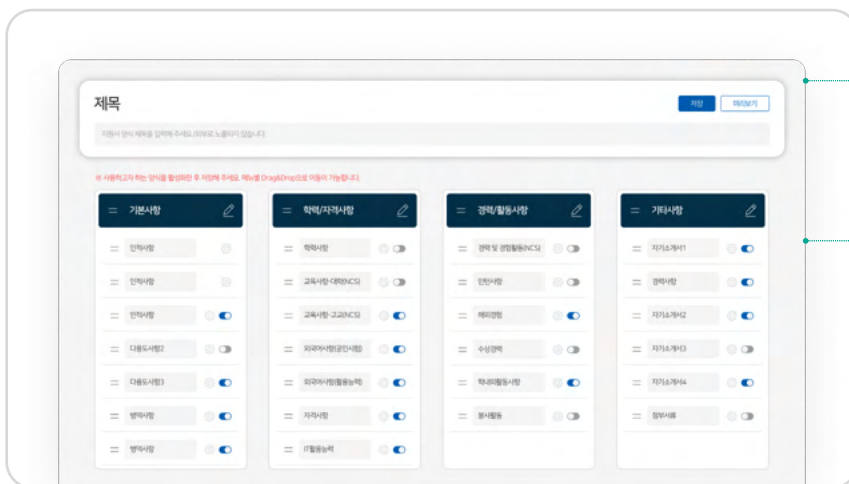 제목
저장
미리보기
지원서 양식 제목을 입력해 주세요.(외부로 노출되지 않습니다.
※ 사용하고자 하는 양식을 활성화한 후 저장해 주세요. 메뉴별 Drag&Drop으로 이동이 가능합니다.
기본사항
인적사항
인적사항
인적사항
다용도사항2
다용도사항3
병역사항
병역사항
학력/자격사항
학력사항
교육사항-대학(NCS)
교육사항-고교(NCS)
외국어사항(공인시험)
외국어사항(활용능력)
자격사항
IT활용능력
경력/활동사항
경력 및 경험활동(NCS)
해외경험
수상경력
학내외활동사항
봉사활동
기타사항
자기소개서1
경력사항
자기소개서2
자기소개서3
자기소개서4
첨부서류